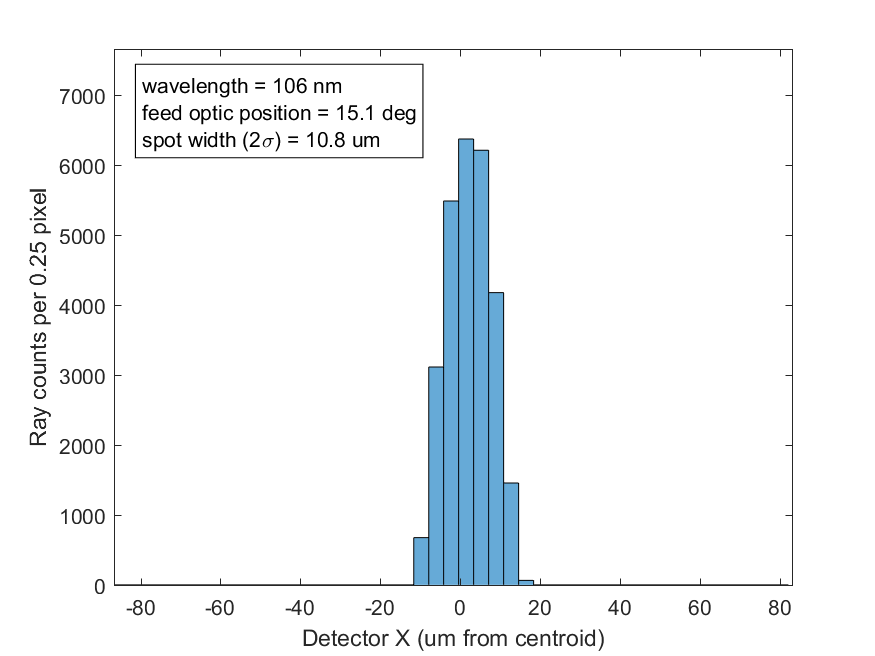 wavelength = 106 nm
feed optic position = 15.1 deg
spot width (2σ) = 10.8 um
7000
6000
5000
4000
3000
2000
1000
0
Ray counts per 0.25 pixel
-80 -60 -40 -20 0 20 40 60 80
Detector X (um from centroid)